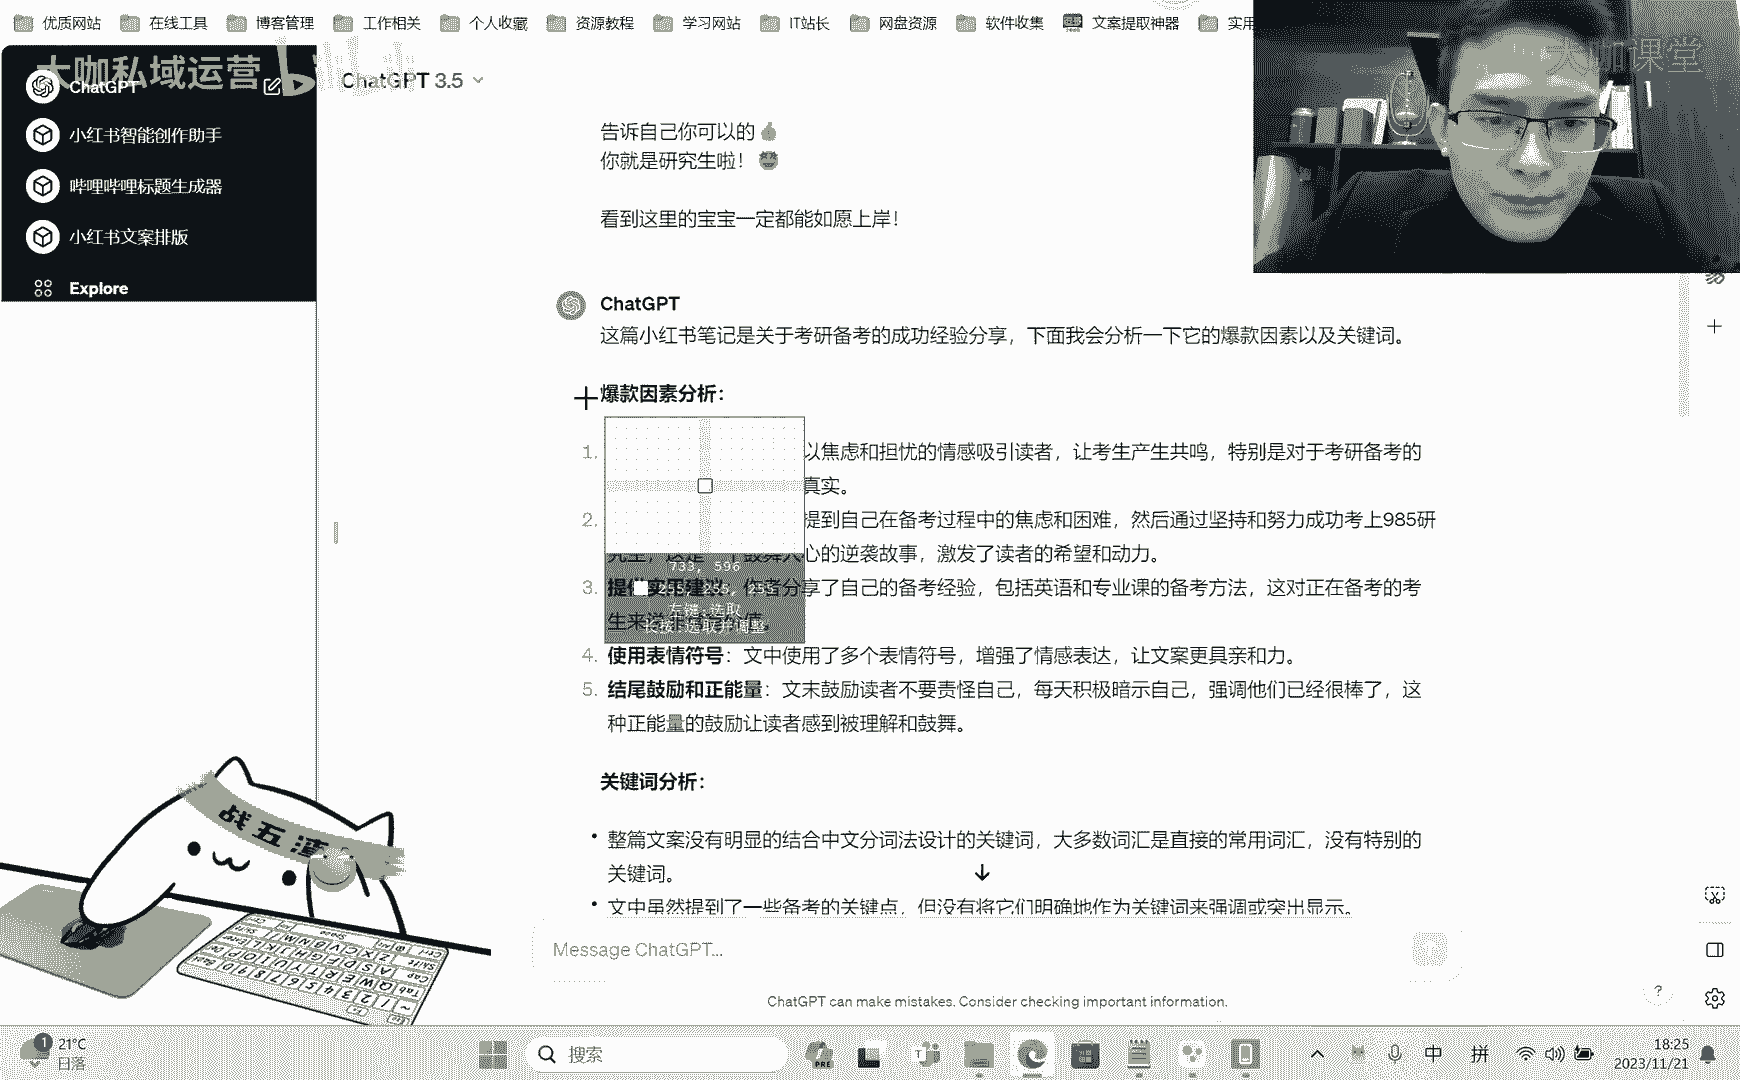 优质网站 在线工具 博客管理 工作相关 个人收藏 资源教程 学习网站 IT站长 网盘资源 软件收集 文案提取神器 实用
大咖私域运营
大咖课堂
ChatGPT
小红书智能创作助手
哔哩哔哩标题生成器
小红书文案排版
Explore
ChatGPT 3.5
告诉自己你可以的
你就是研究生啦！
看到这里的宝宝一定都能如愿上岸！
ChatGPT
这篇小红书笔记是关于考研备考的成功经验分享，下面我会分析一下它的爆款因素以及关键词。
爆款因素分析：
1. 以焦虑和担忧的情感吸引读者，让考生产生共鸣，特别是对于考研备考的
真实。
2. 提到自己在备考过程中的焦虑和困难，然后通过坚持和努力成功考上985研
心的逆袭故事，激发了读者的希望和动力。
3. 作者分享了自己的备考经验，包括英语和专业课的备考方法，这对正在备考的考
733, 596
255, 255, 255
左键:选取
长按:选取并调整
4. 使用表情符号：文中使用了多个表情符号，增强了情感表达，让文案更具亲和力。
5. 结尾鼓励和正能量：文末鼓励读者不要责怪自己，每天积极暗示自己，强调他们已经很棒了，这
种正能量的鼓励让读者感到被理解和鼓舞。
关键词分析：
• 整篇文案没有明显的结合中文分词法设计的关键词，大多数词汇是直接的常用词汇，没有特别的
关键词。
• 文中虽然提到了一些备考的关键点，但没有将它们明确地作为关键词来强调或突出显示。
战五渣
Message ChatGPT...
ChatGPT can make mistakes. Consider checking important information.
?
1
21°C
日落
搜索
PRE
中
拼
18:25
2023/11/21